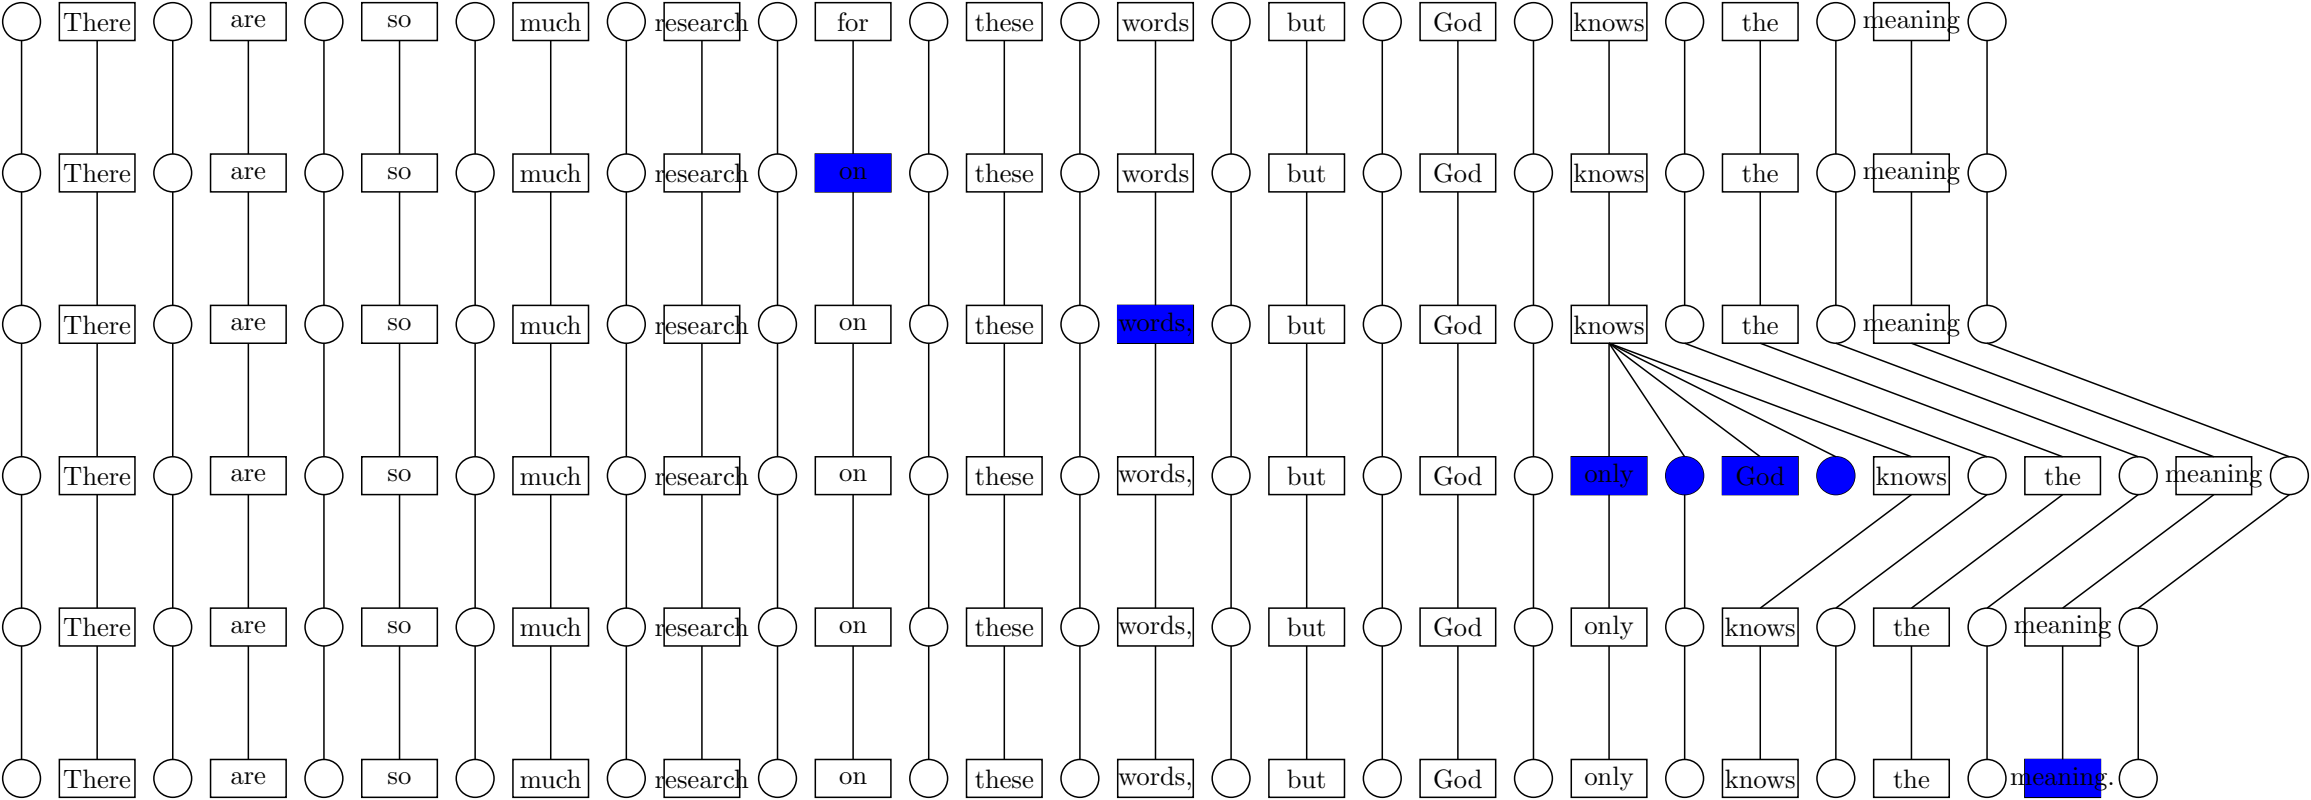 There are so much research for these words but God knows the meaning
There are so much research on these words but God knows the meaning
There are so much research on these words, but God knows the meaning
There are so much research on these words, but God only God knows the meaning
There are so much research on these words, but God only knows the meaning
There are so much research on these words, but God only knows the meaning.